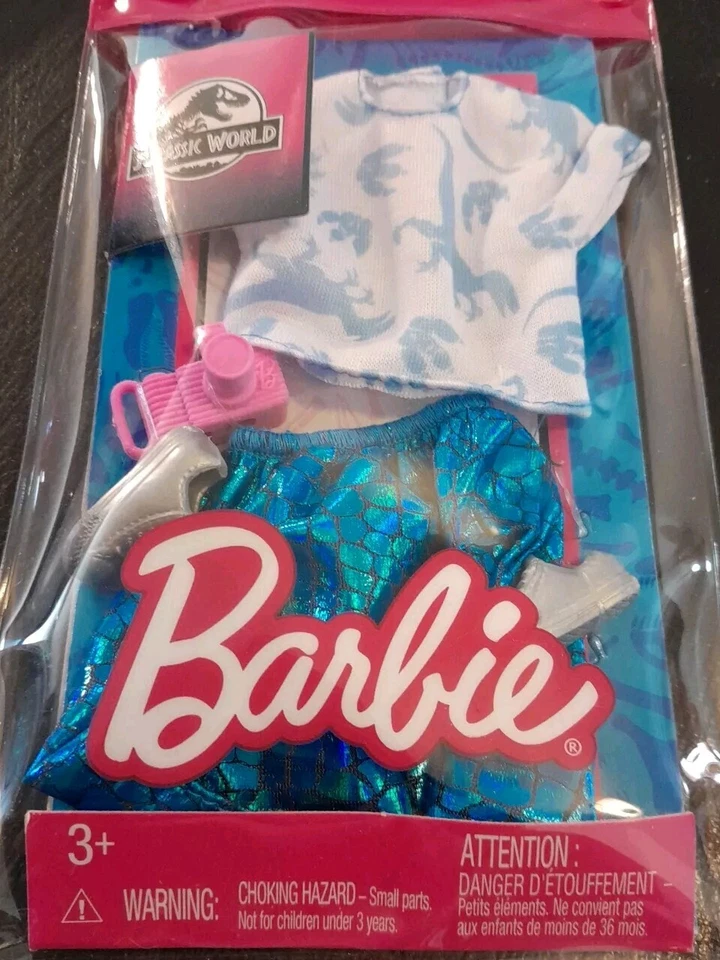 JURASSIC WORLD
Barbie®
3+
WARNING:
CHOKING HAZARD – Small parts.
Not for children under 3 years.
ATTENTION :
DANGER D'ÉTOUFFEMENT –
Petits éléments. Ne convient pas
aux enfants de moins de 36 mois.